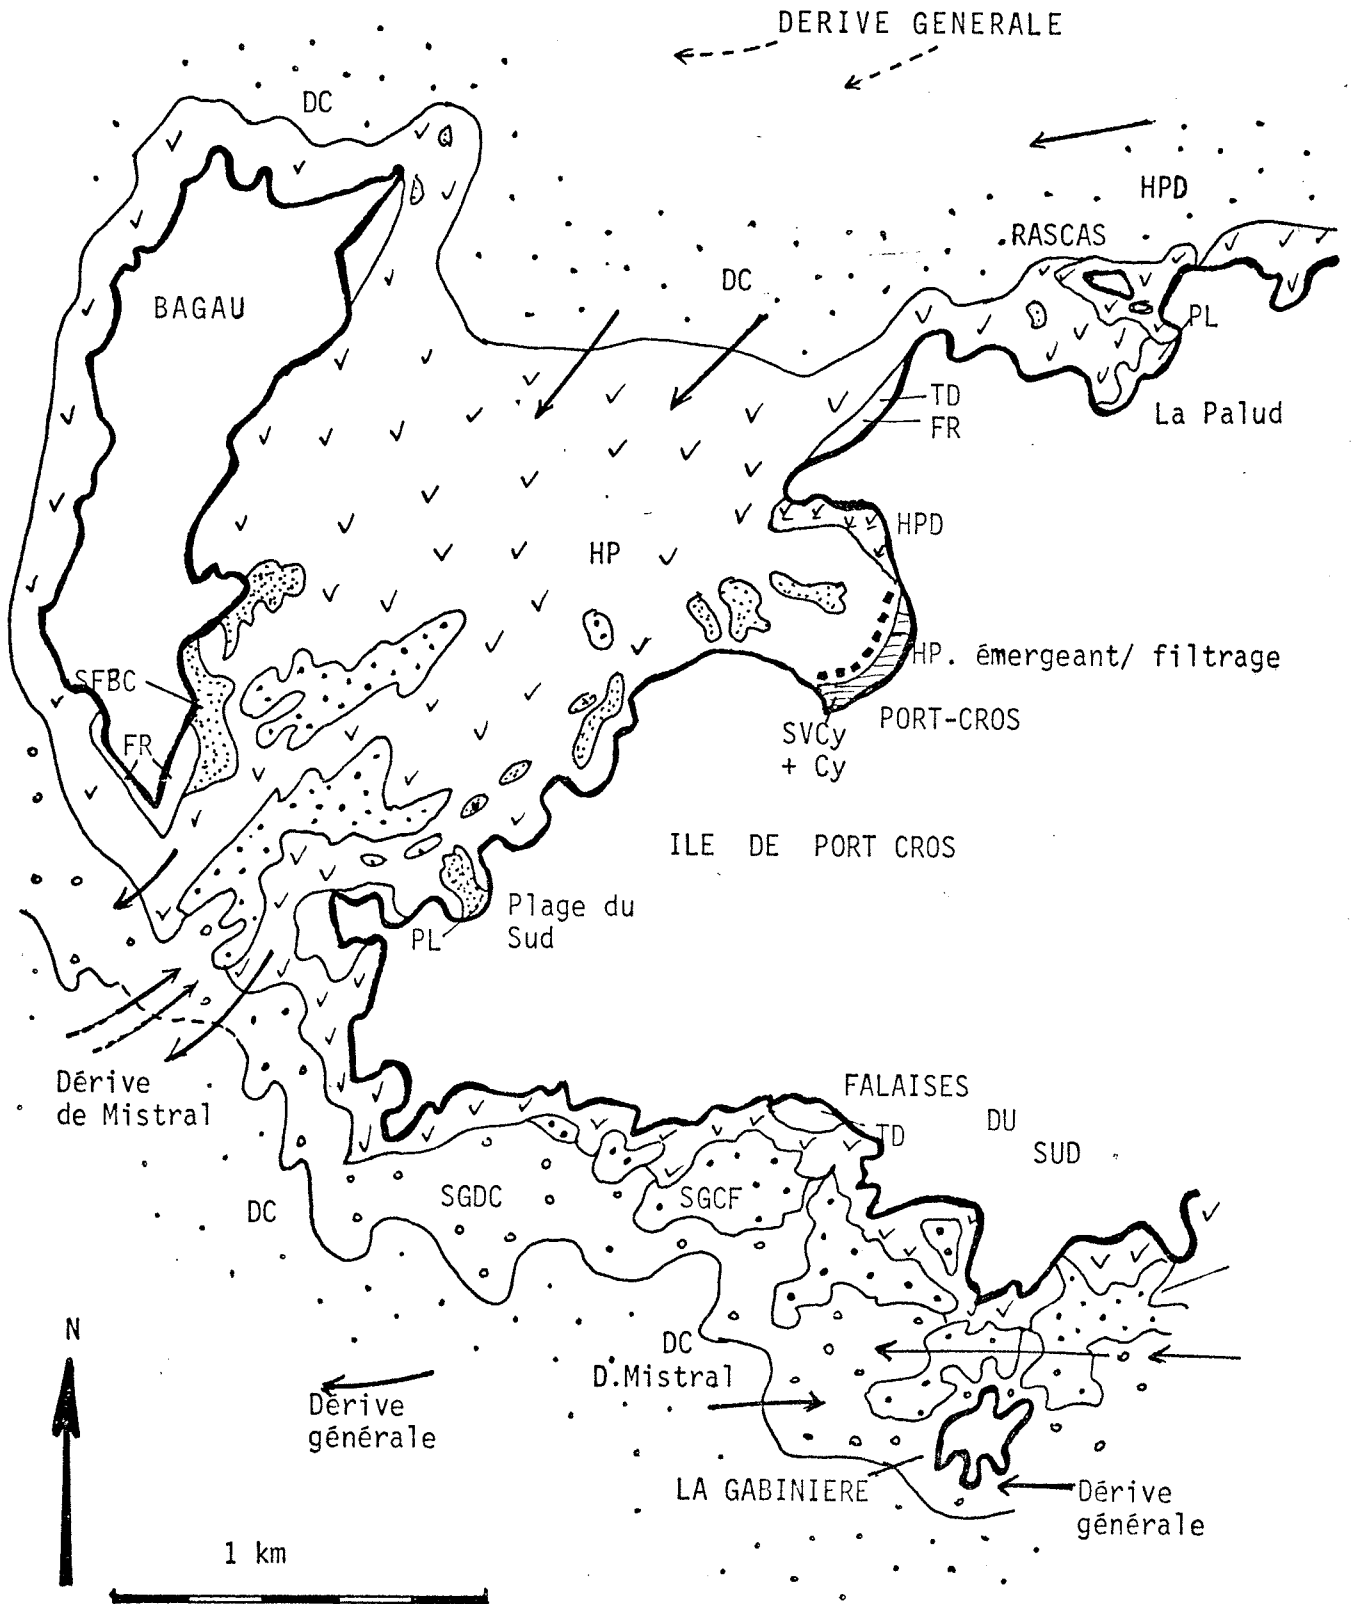 DERIVE GENERALE
DC
HPD
RASCAS
DC
BAGAU
PL
TD
La Palud
FR
HPD
HP
HP. émergeant/ filtrage
SFBC
PORT-CROS
SVCy
+ Cy
FR
ILE DE PORT CROS
Plage du
Sud
PL
Dérive
de Mistral
FALAISES
DU
SUD
TD
SGDC
SGCF
DC
N
DC
D.Mistral
Dérive
générale
LA GABINIERE
Dérive
générale
1 km